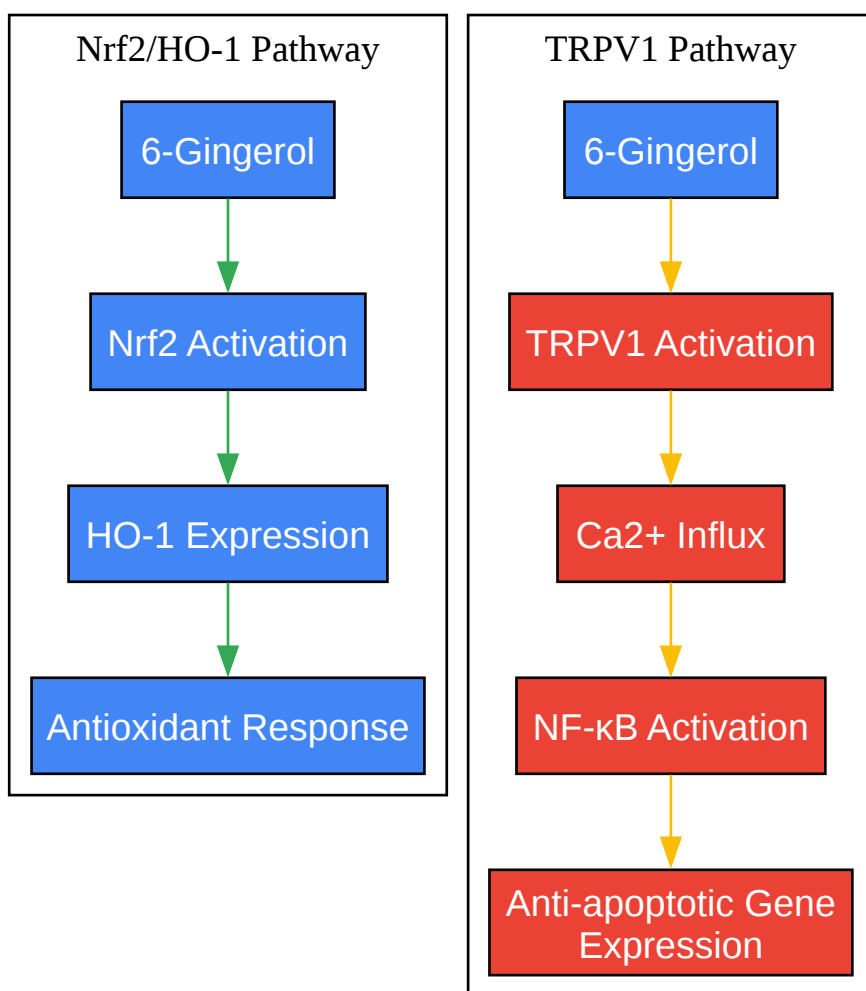 Nrf2/HO-1 Pathway
6-Gingerol
Nrf2 Activation
HO-1 Expression
Antioxidant Response
TRPV1 Pathway
6-Gingerol
TRPV1 Activation
Ca2+ Influx
NF-κB Activation
Anti-apoptotic Gene
Expression